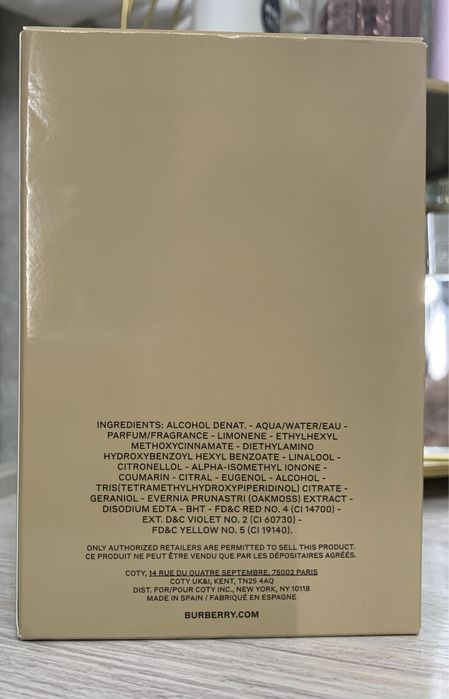 INGREDIENTS: ALCOHOL DENAT. - AQUA/WATER/EAU -
PARFUM/FRAGRANCE - LIMONENE - ETHYLHEXYL
METHOXYCINNAMATE - DIETHYLAMINO
HYDROXYBENZOYL HEXYL BENZOATE - LINALOOL -
CITRONELLOL - ALPHA-ISOMETHYL IONONE -
COUMARIN - CITRAL - EUGENOL - ALCOHOL -
TRIS(TETRAMETHYLHYDROXYPIPERIDINOL) CITRATE -
GERANIOL - EVERNIA PRUNASTRI (OAKMOSS) EXTRACT -
DISODIUM EDTA - BHT - FD&C RED NO. 4 (CI 14700) -
EXT. D&C VIOLET NO. 2 (CI 60730) -
FD&C YELLOW NO. 5 (CI 19140).
ONLY AUTHORIZED RETAILERS ARE PERMITTED TO SELL THIS PRODUCT.
CE PRODUIT NE PEUT ÊTRE VENDU QUE PAR LES DÉPOSITAIRES AGRÉÉS.
COTY, 14 RUE DU QUATRE SEPTEMBRE, 75002 PARIS
COTY UK&I, KENT, TN25 4AQ
DIST. FOR/POUR COTY INC., NEW YORK, NY 10118
MADE IN SPAIN / FABRIQUÉ EN ESPAGNE
BURBERRY.COM